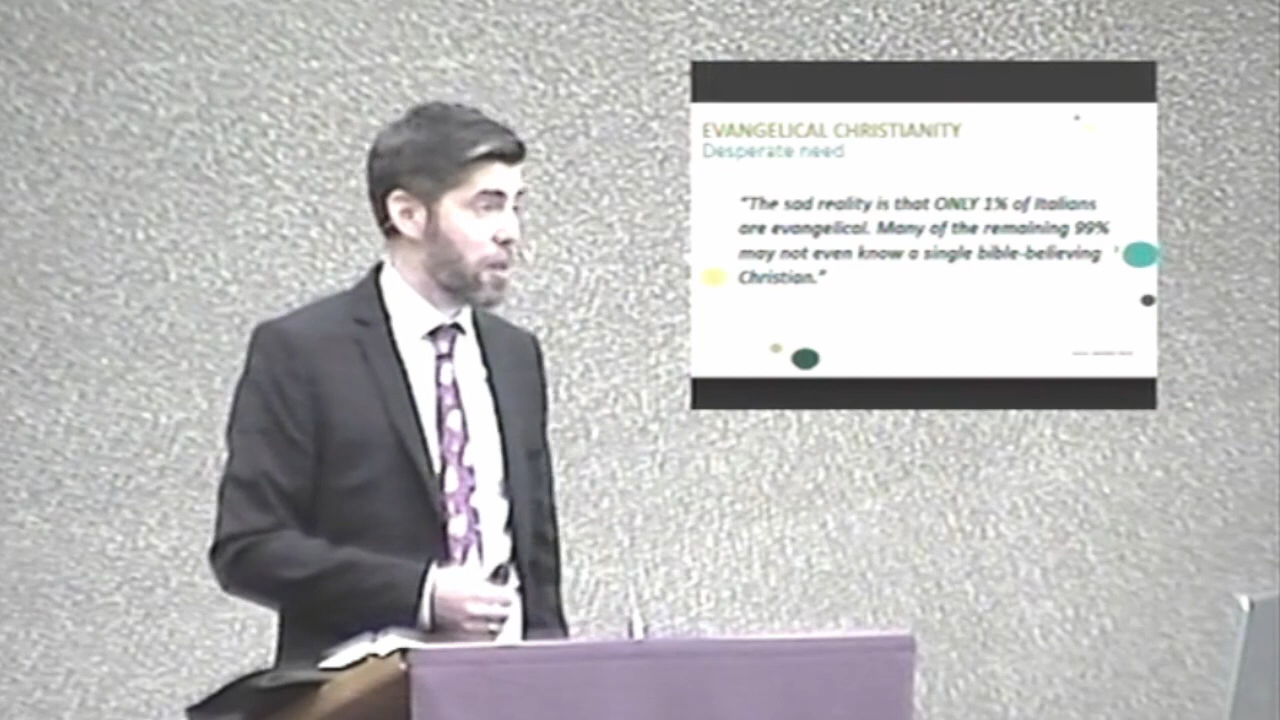 EVANGELICAL CHRISTIANITY
Desperate need
"The sad reality is that ONLY 1% of Italians
are evangelical. Many of the remaining 99%
may not even know a single bible-believing
Christian."